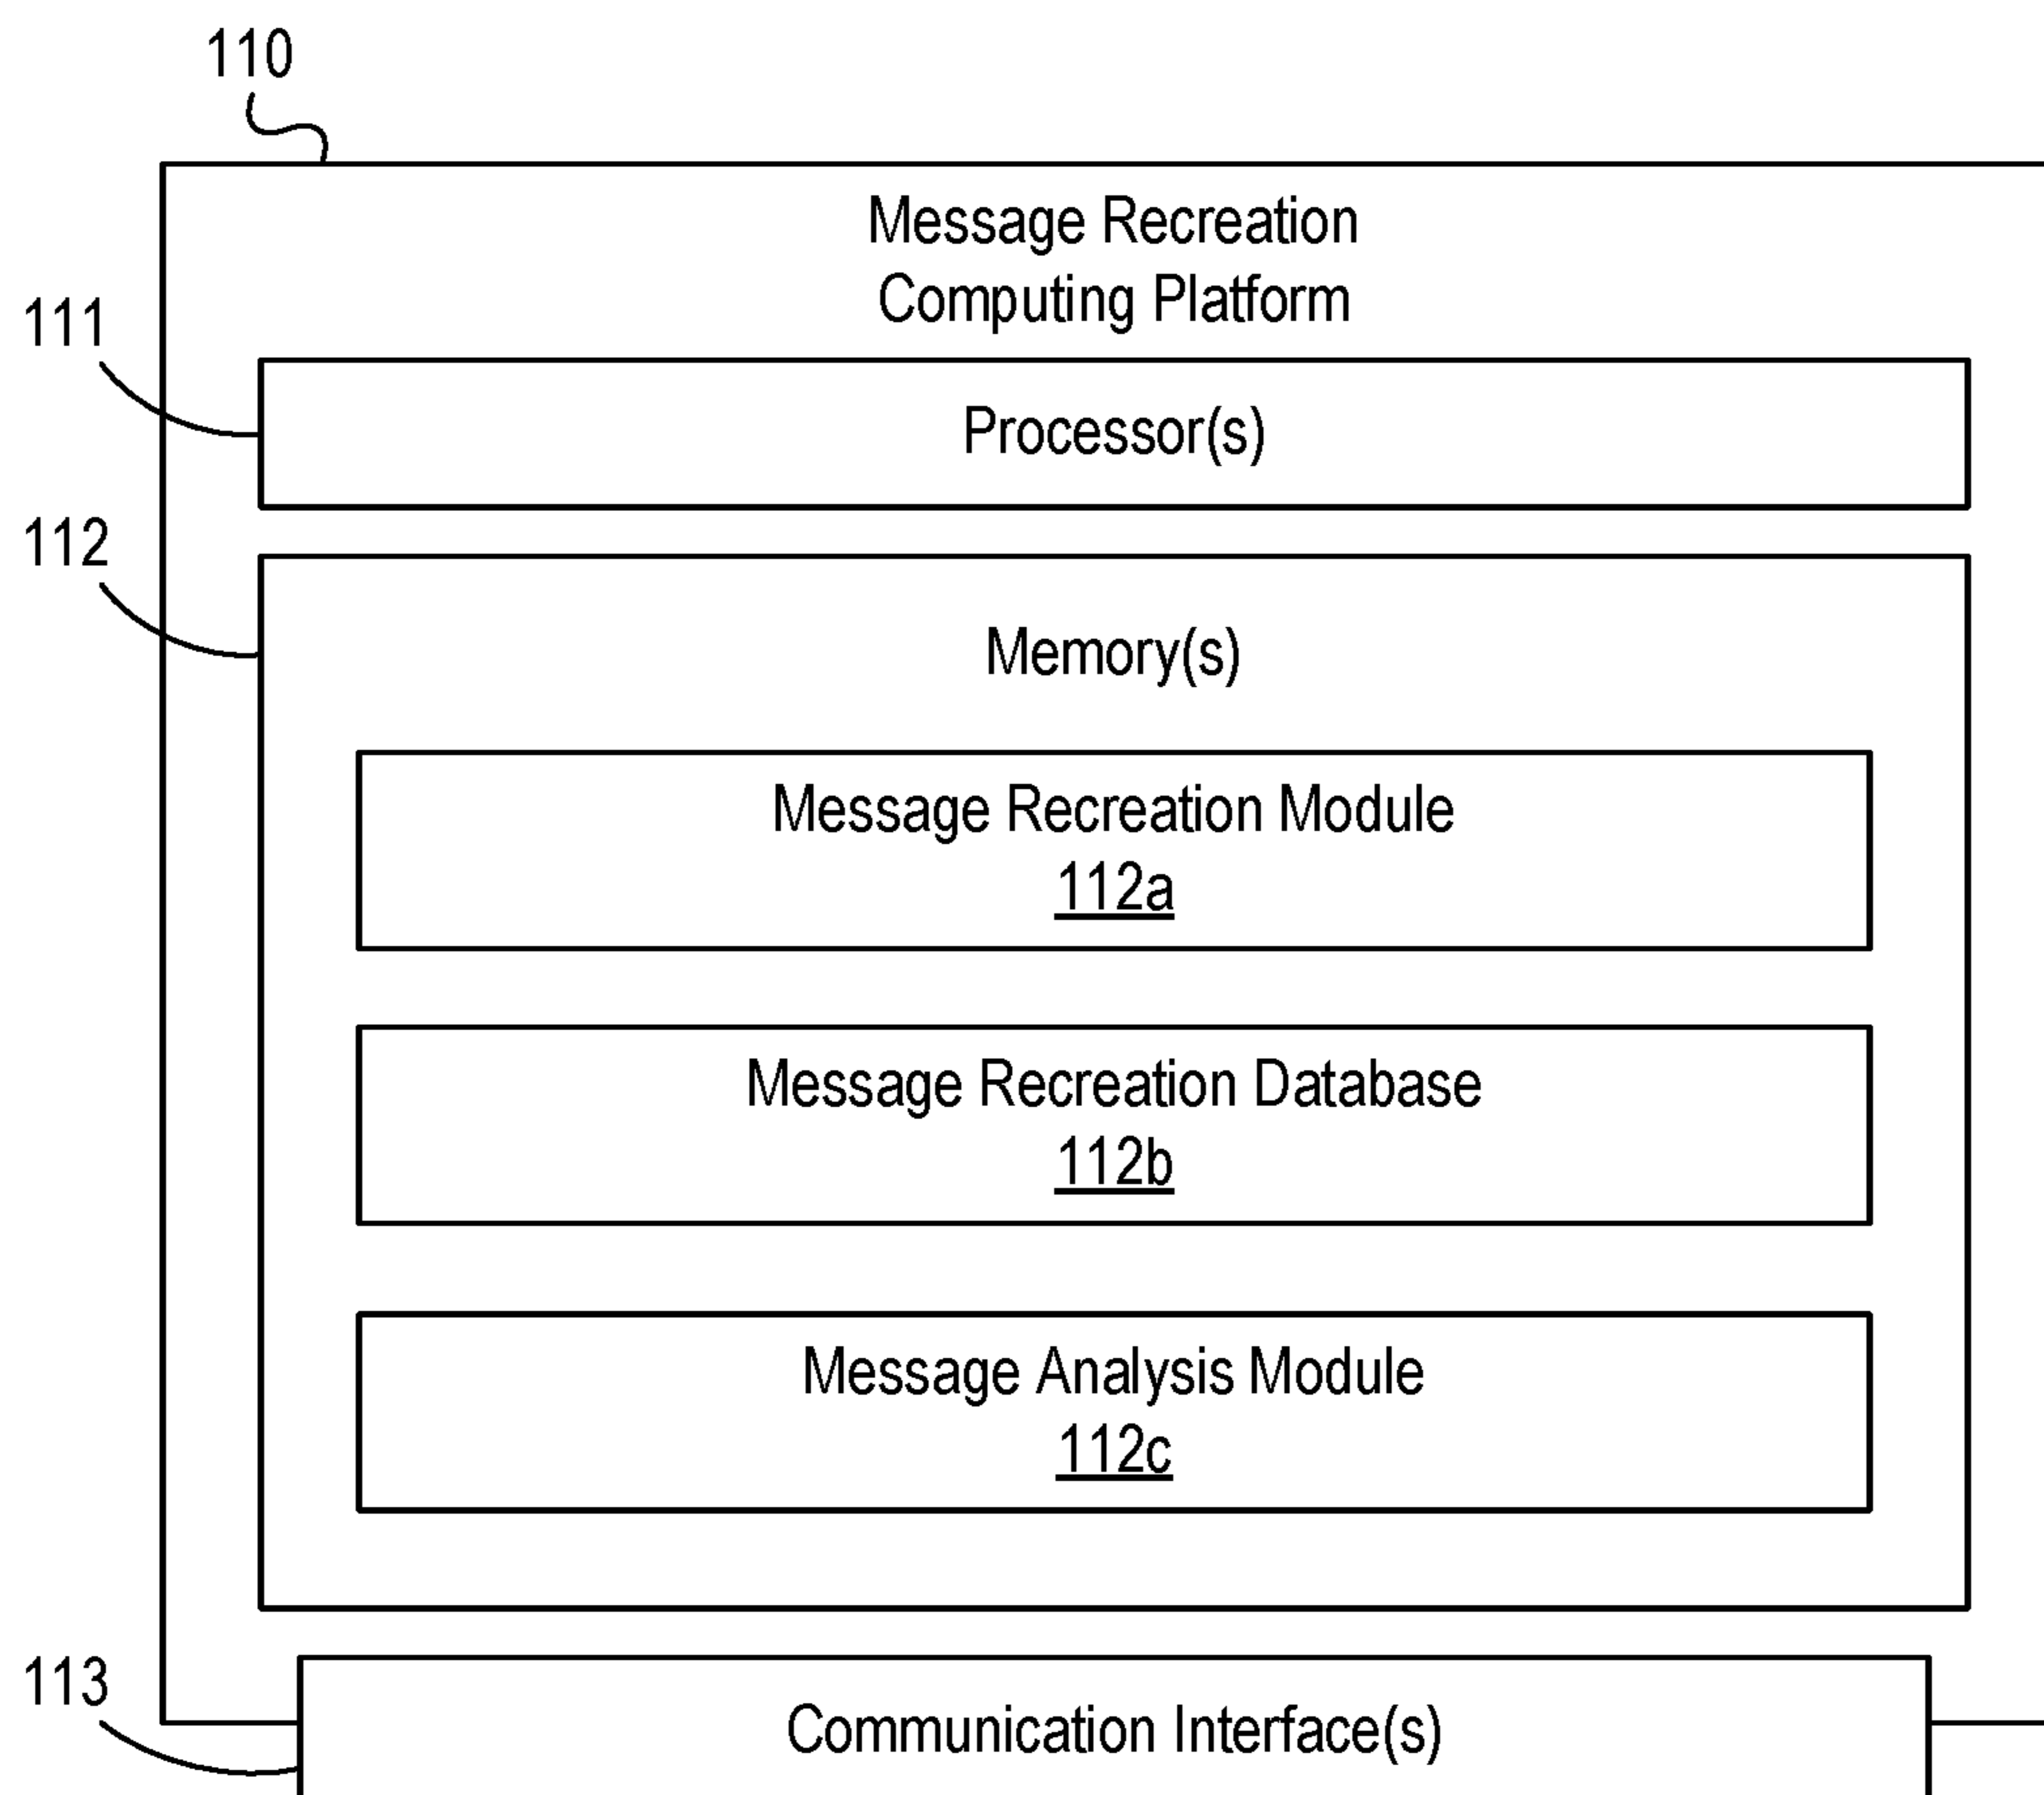 110
Message Recreation
Computing Platform
111
Processor(s)
112
Memory(s)
Message Recreation Module
112a
Message Recreation Database
112b
Message Analysis Module
112c
113
Communication Interface(s)